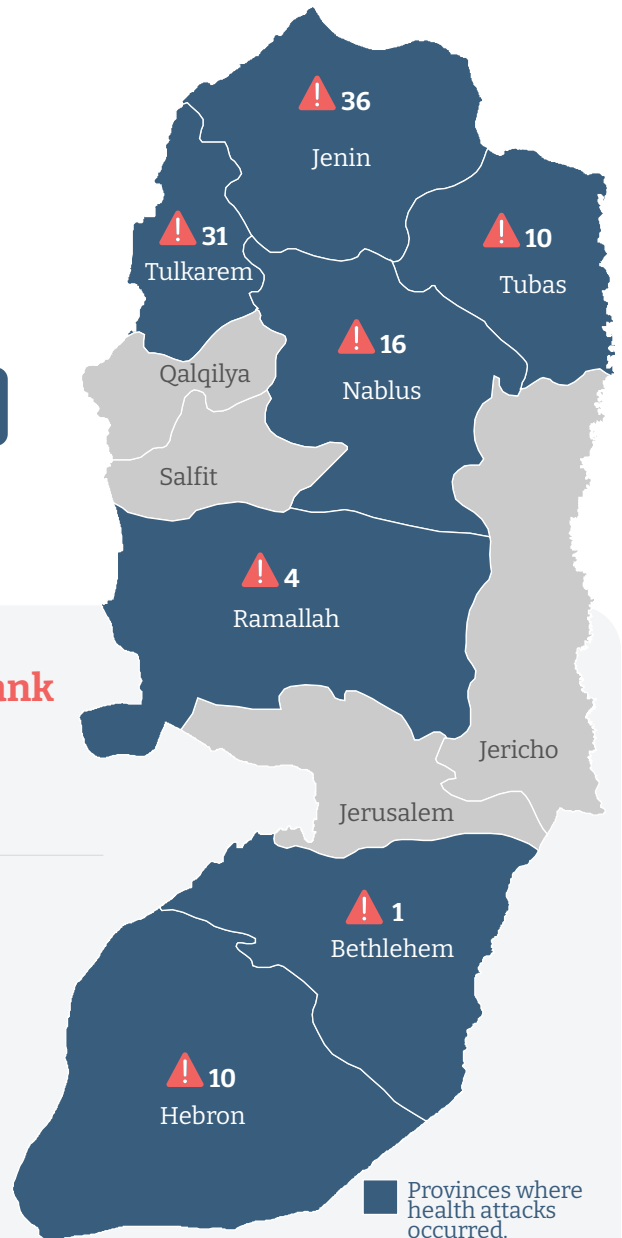 36
Jenin
31
Tulkarem
10
Tubas
16
Nablus
Qalqilya
Salfit
4
Ramallah
ank
Jericho
Jerusalem
1
Bethlehem
10
Hebron
Provinces where
health attacks
occurred.